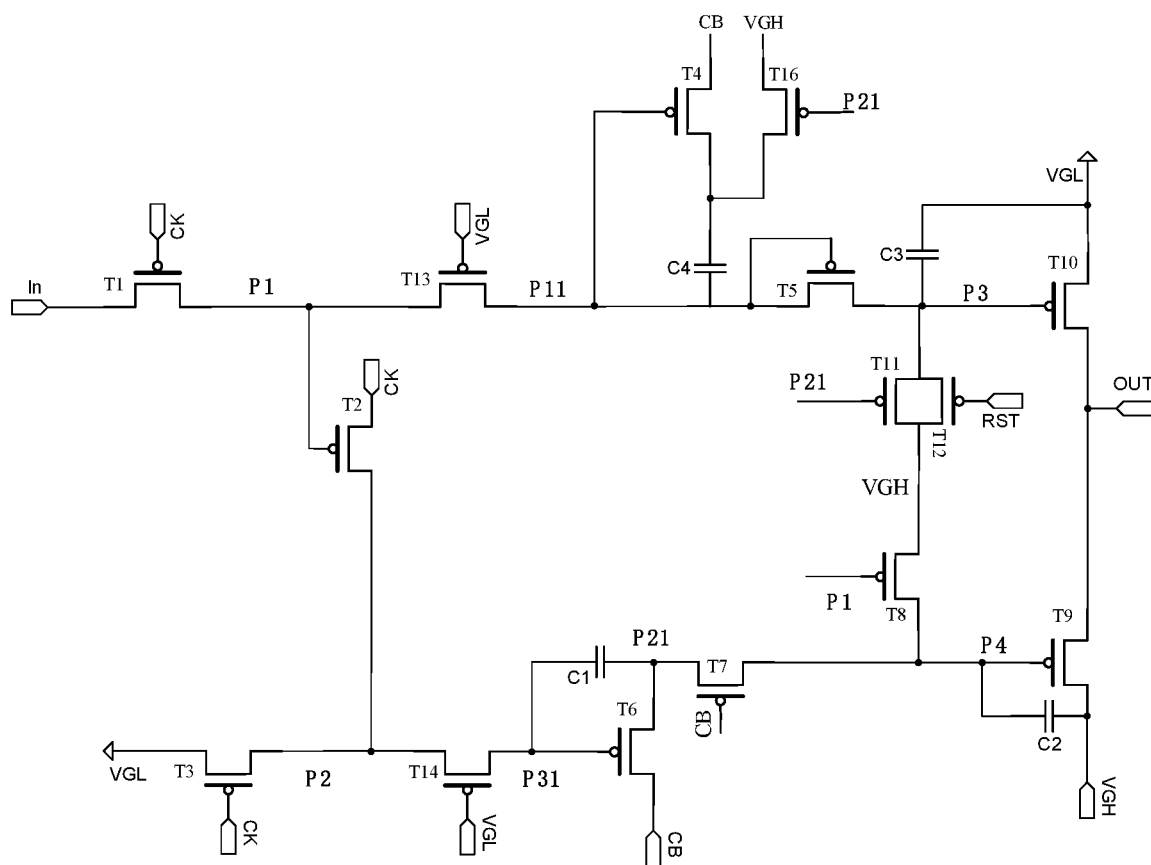 CB
VGH
T4
T16
P21
VGL
CK
VGL
C3
T10
C4
In
T1
P1
T13
P11
T5
P3
CK
T11
P21
T2
OUT
RST
T12
VGH
P1
T8
T9
P21
P4
C1
T7
T6
CB
C2
VGL
T3
P2
T14
P31
CK
VGL
CB
VGH